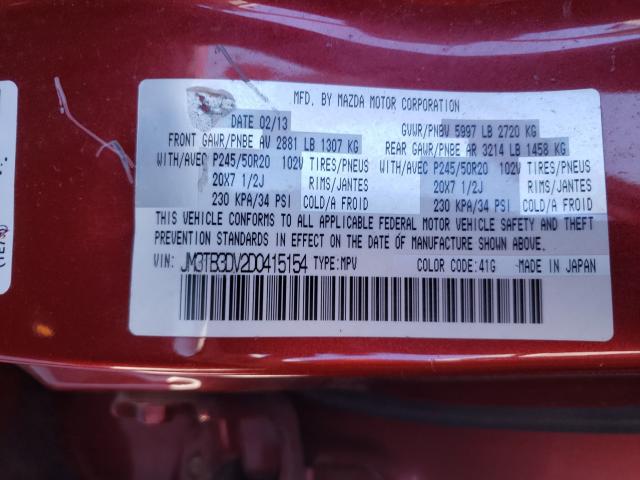 MFD. BY MAZDA MOTOR CORPORATION
DATE 02/13 GVWR/PNBV 5997 LB 2720 KG
FRONT GAWR/PNBE AV 2881 LB 1307 KG REAR GAWR/PNBE AR 3214 LB 1458 KG
WITH/AVEC P245/50R20 102V TIRES/PNEUS WITH/AVEC P245/50R20 102V TIRES/PNEUS
20X7 1/2J RIMS/JANTES 20X7 1/2J RIMS/JANTES
230 KPA/34 PSI COLD/A FROID 230 KPA/34 PSI COLD/A FROID
THIS VEHICLE CONFORMS TO ALL APPLICABLE FEDERAL MOTOR VEHICLE SAFETY AND THEFT
PREVENTION STANDARDS IN EFFECT ON THE DATE OF MANUFACTURE SHOWN ABOVE.
VIN: JM3TB3DV2D0415154 TYPE:MPV COLOR CODE:41G MADE IN JAPAN